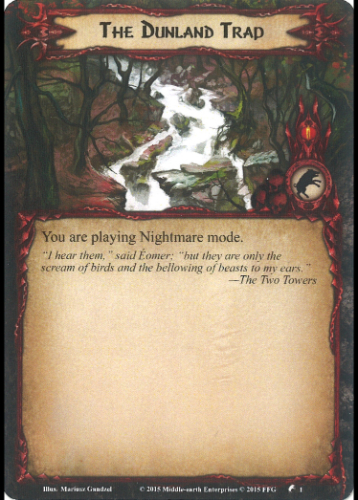 The Dunland Trap
You are playing Nightmare mode.
"I hear them," said Éomer; "but they are only the
scream of birds and the bellowing of beasts to my ears."
—The Two Towers
Illus. Mariusz Gandzel © 2015 Middle-earth Enterprises © 2015 FFG 1